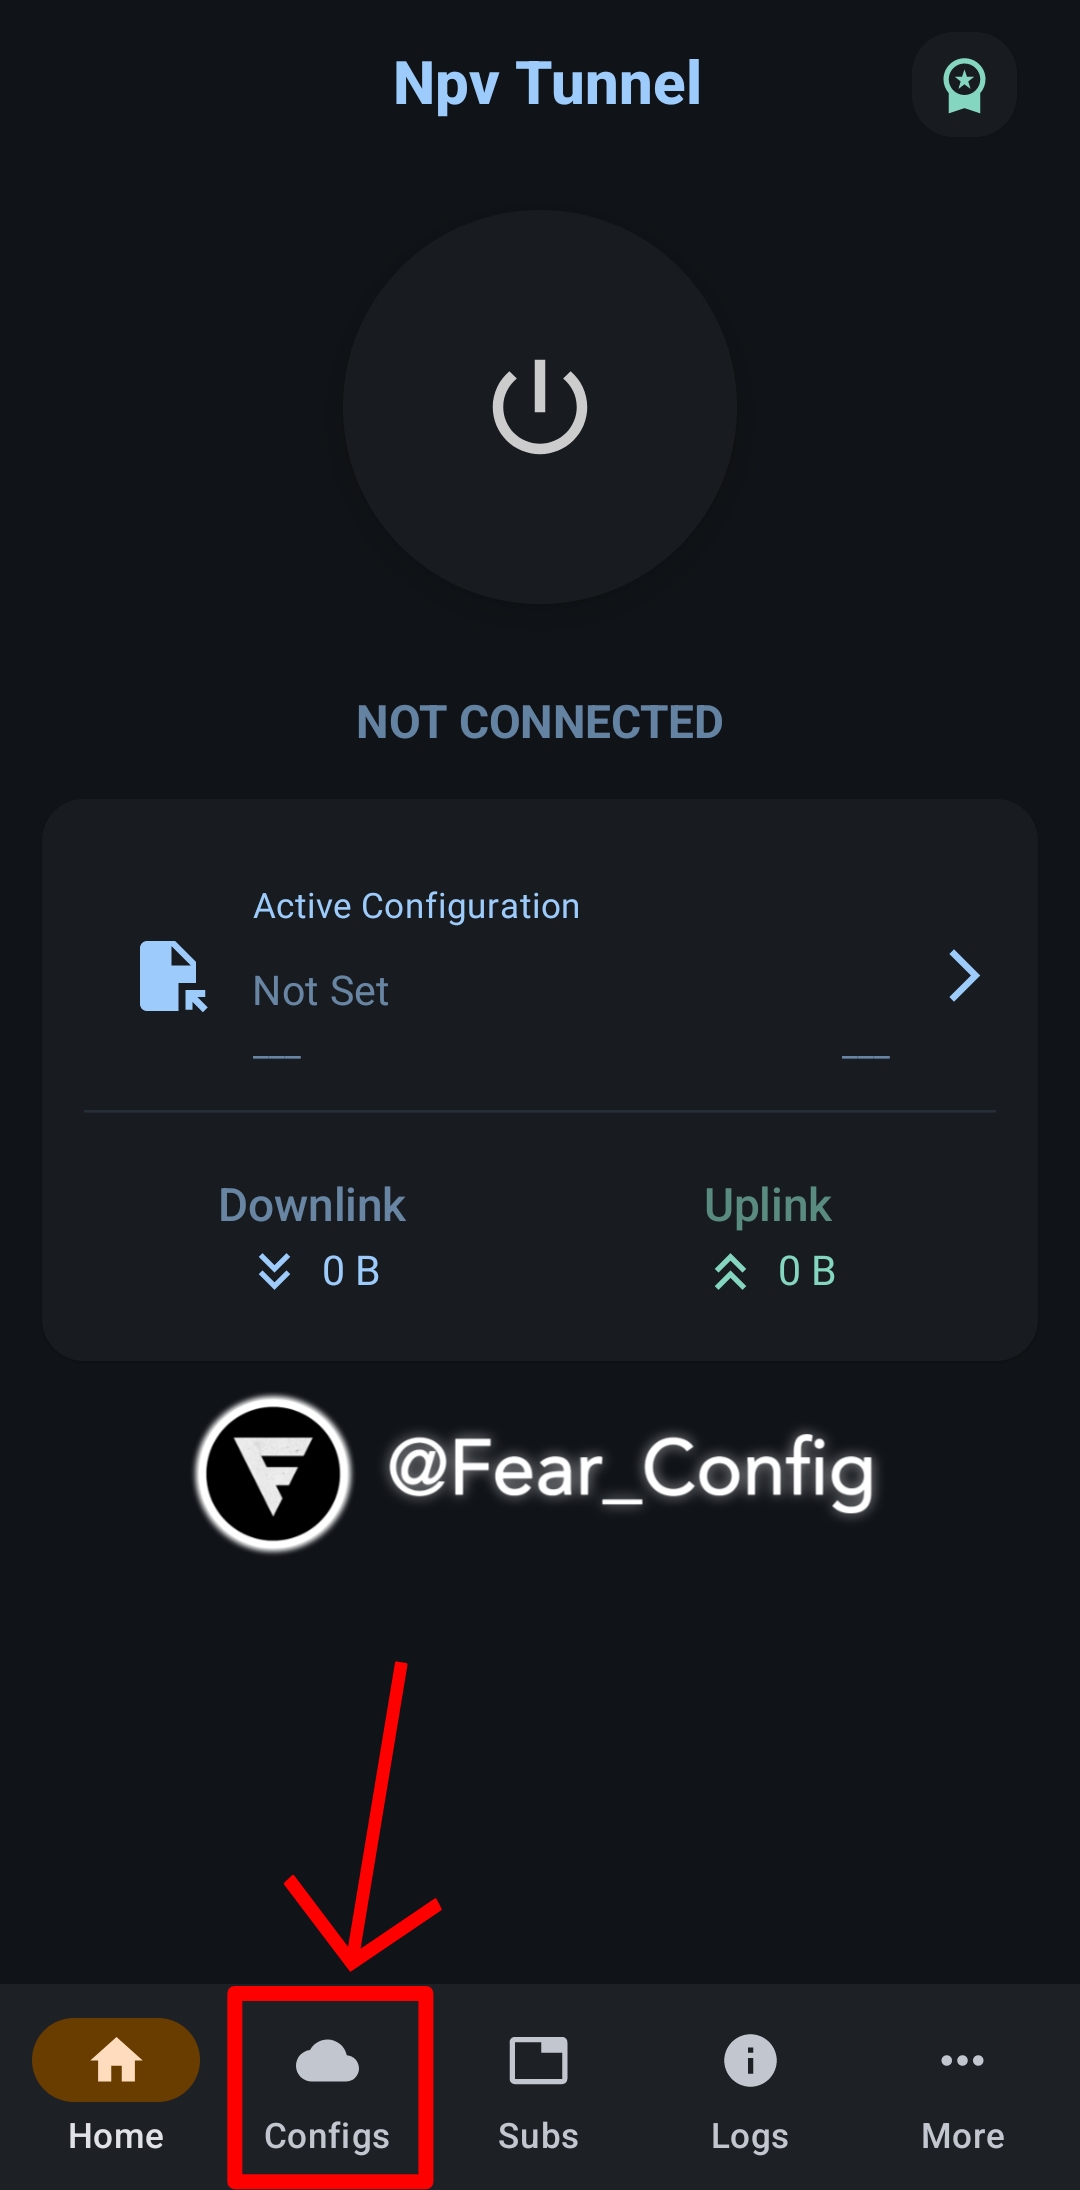 Npv Tunnel
NOT CONNECTED
Active Configuration
Not Set
Downlink
Uplink
0 B
0 B
@Fear_Config
Home
Configs
Subs
Logs
More